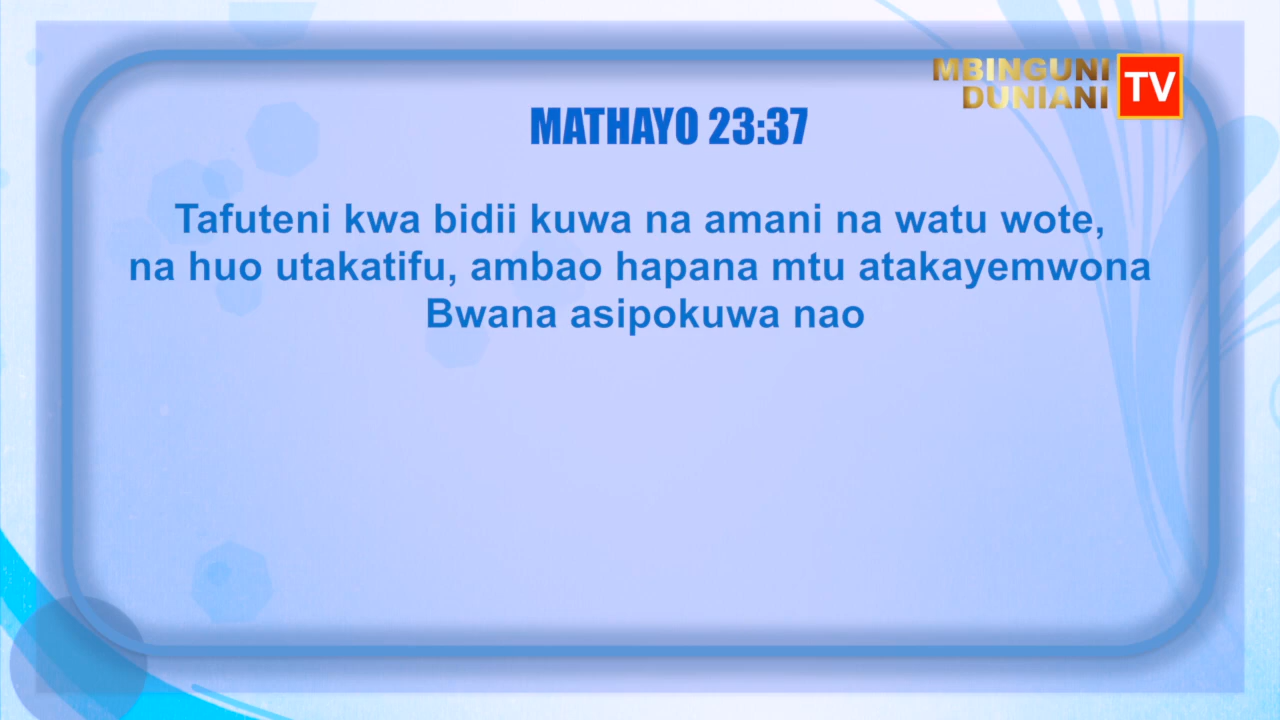 MBINGUNI
DUNIANI
TV
MATHAYO 23:37
Tafuteni kwa bidii kuwa na amani na watu wote,
na huo utakatifu, ambao hapana mtu atakayemwona
Bwana asipokuwa nao